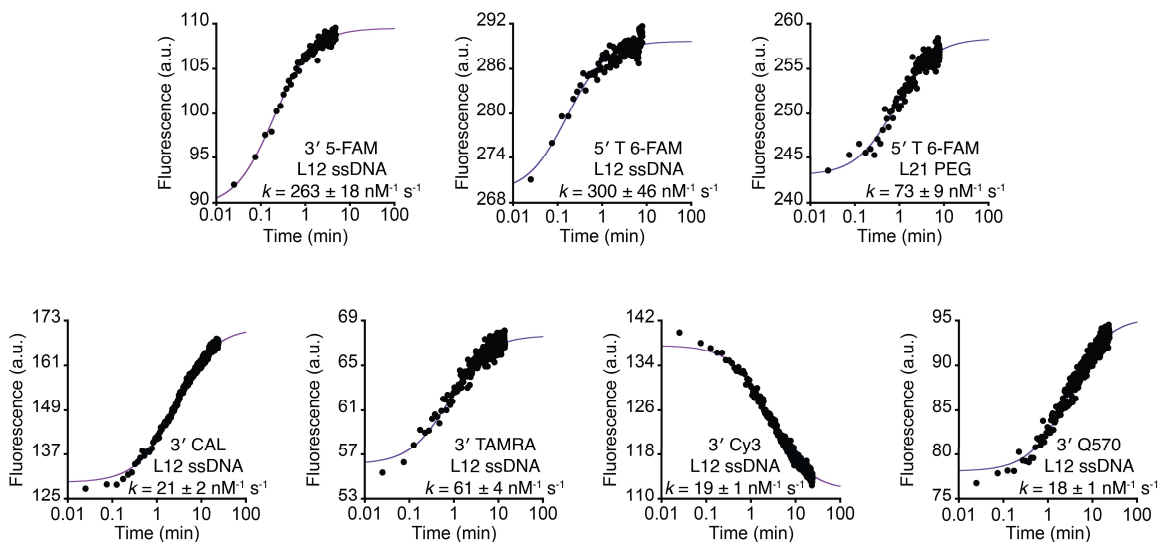 110
105
100
95
90
Fluorescence (a.u.)
3′ 5-FAM
L12 ssDNA
k = 263 ± 18 nM⁻¹ s⁻¹
0.01 0.1 1 10 100
Time (min)
292
286
280
274
268
Fluorescence (a.u.)
5′ T 6-FAM
L12 ssDNA
k = 300 ± 46 nM⁻¹ s⁻¹
0.01 0.1 1 10 100
Time (min)
260
255
250
245
240
Fluorescence (a.u.)
5′ T 6-FAM
L21 PEG
k = 73 ± 9 nM⁻¹ s⁻¹
0.01 0.1 1 10 100
Time (min)
173
161
149
137
125
Fluorescence (a.u.)
3′ CAL
L12 ssDNA
k = 21 ± 2 nM⁻¹ s⁻¹
0.01 0.1 1 10 100
Time (min)
69
65
61
57
53
Fluorescence (a.u.)
3′ TAMRA
L12 ssDNA
k = 61 ± 4 nM⁻¹ s⁻¹
0.01 0.1 1 10 100
Time (min)
142
134
126
118
110
Fluorescence (a.u.)
3′ Cy3
L12 ssDNA
k = 19 ± 1 nM⁻¹ s⁻¹
0.01 0.1 1 10 100
Time (min)
95
90
85
80
75
Fluorescence (a.u.)
3′ Q570
L12 ssDNA
k = 18 ± 1 nM⁻¹ s⁻¹
0.01 0.1 1 10 100
Time (min)